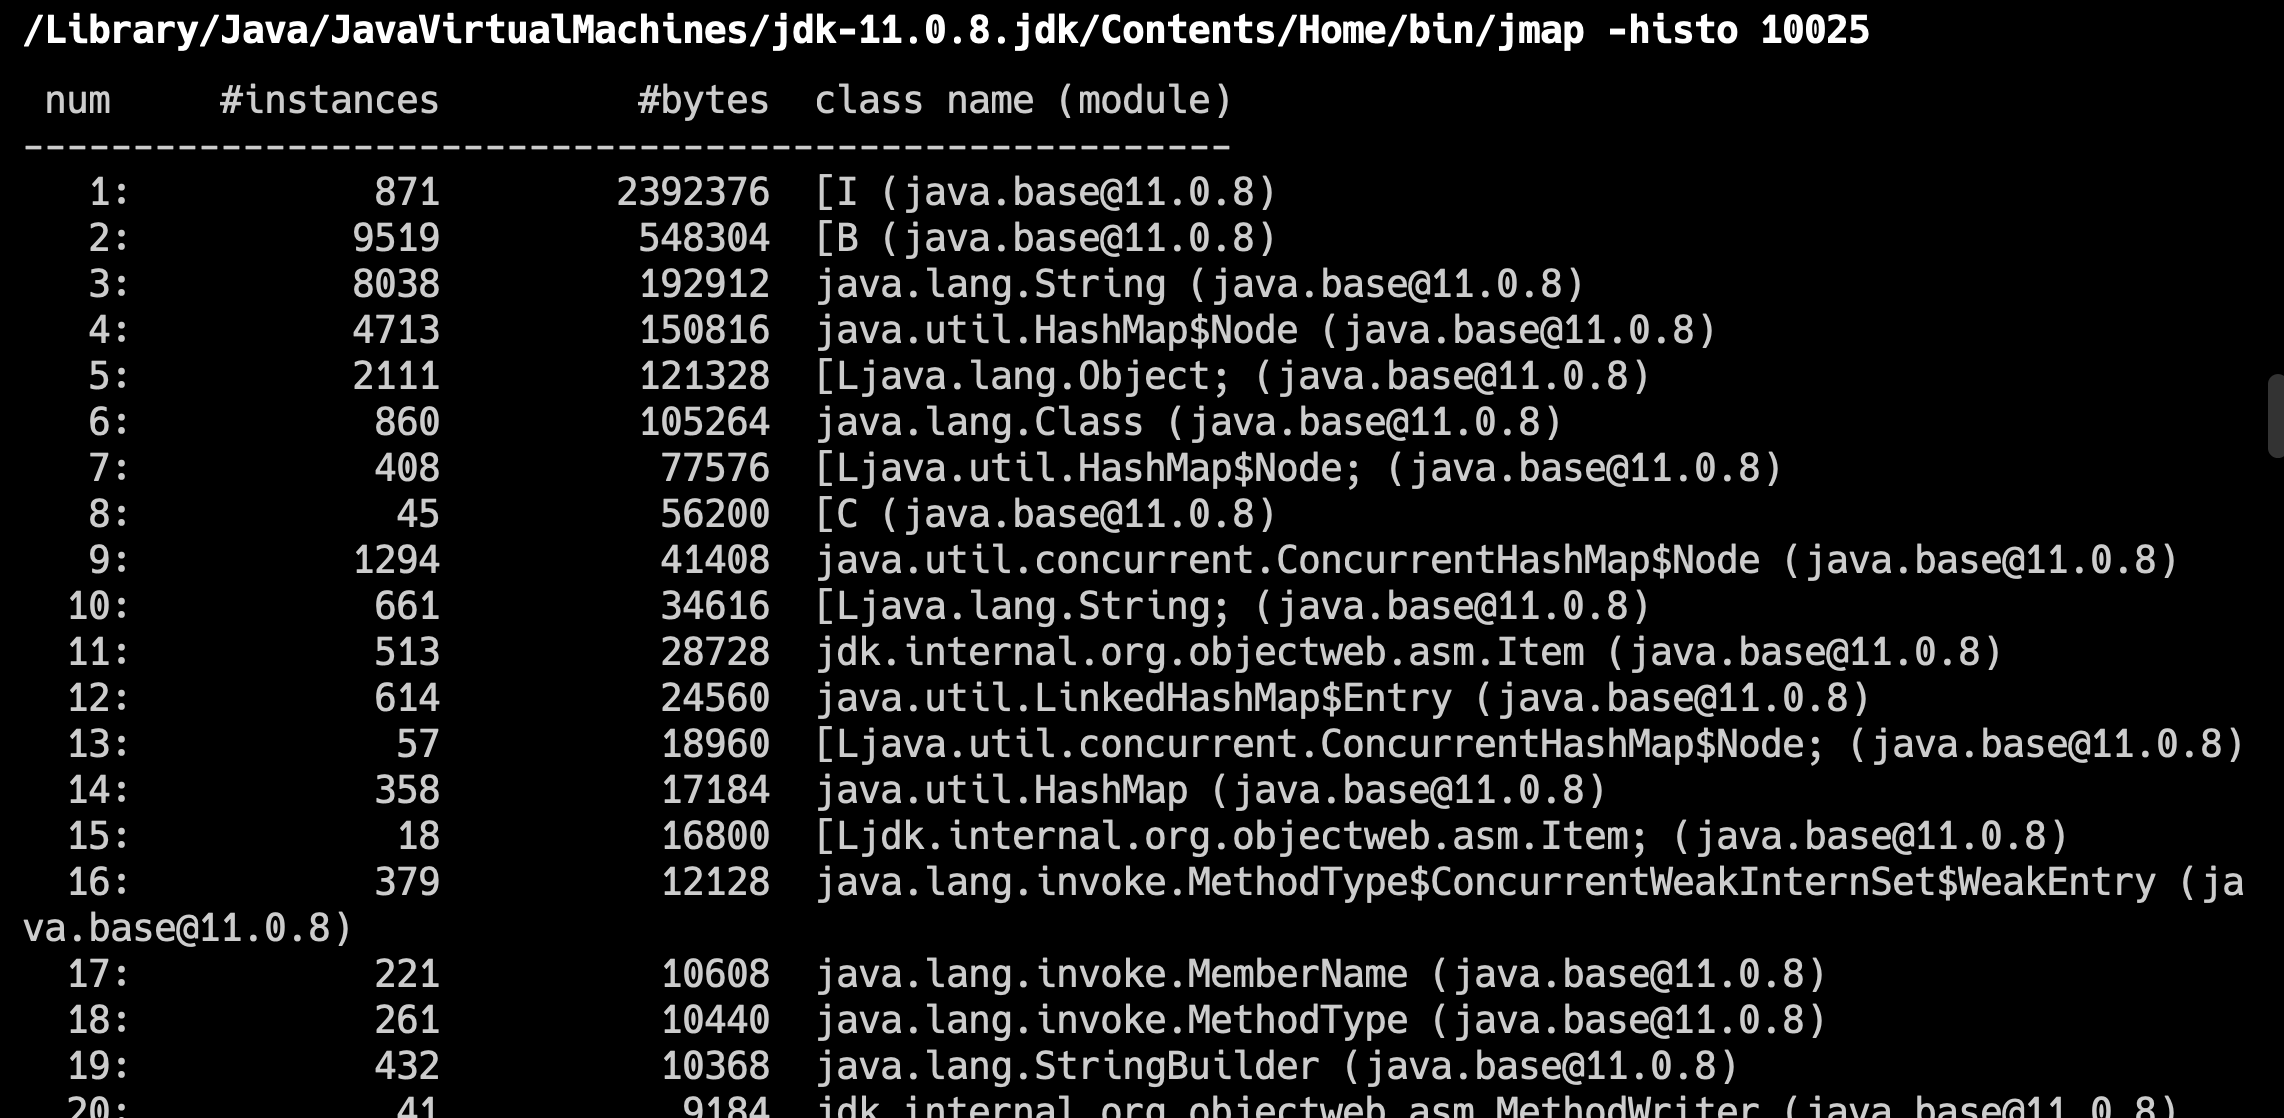 /Library/Java/JavaVirtualMachines/jdk-11.0.8.jdk/Contents/Home/bin/jmap -histo 10025
 num     #instances         #bytes  class name (module)
-------------------------------------------------------
   1:           871        2392376  [I (java.base@11.0.8)
   2:          9519         548304  [B (java.base@11.0.8)
   3:          8038         192912  java.lang.String (java.base@11.0.8)
   4:          4713         150816  java.util.HashMap$Node (java.base@11.0.8)
   5:          2111         121328  [Ljava.lang.Object; (java.base@11.0.8)
   6:           860         105264  java.lang.Class (java.base@11.0.8)
   7:           408          77576  [Ljava.util.HashMap$Node; (java.base@11.0.8)
   8:            45          56200  [C (java.base@11.0.8)
   9:          1294          41408  java.util.concurrent.ConcurrentHashMap$Node (java.base@11.0.8)
  10:           661          34616  [Ljava.lang.String; (java.base@11.0.8)
  11:           513          28728  jdk.internal.org.objectweb.asm.Item (java.base@11.0.8)
  12:           614          24560  java.util.LinkedHashMap$Entry (java.base@11.0.8)
  13:            57          18960  [Ljava.util.concurrent.ConcurrentHashMap$Node; (java.base@11.0.8)
  14:           358          17184  java.util.HashMap (java.base@11.0.8)
  15:            18          16800  [Ljdk.internal.org.objectweb.asm.Item; (java.base@11.0.8)
  16:           379          12128  java.lang.invoke.MethodType$ConcurrentWeakInternSet$WeakEntry (ja
va.base@11.0.8)
  17:           221          10608  java.lang.invoke.MemberName (java.base@11.0.8)
  18:           261          10440  java.lang.invoke.MethodType (java.base@11.0.8)
  19:           432          10368  java.lang.StringBuilder (java.base@11.0.8)
  20:            41           9184  jdk.internal.org.objectweb.asm.MethodWriter (java.base@11.0.8)